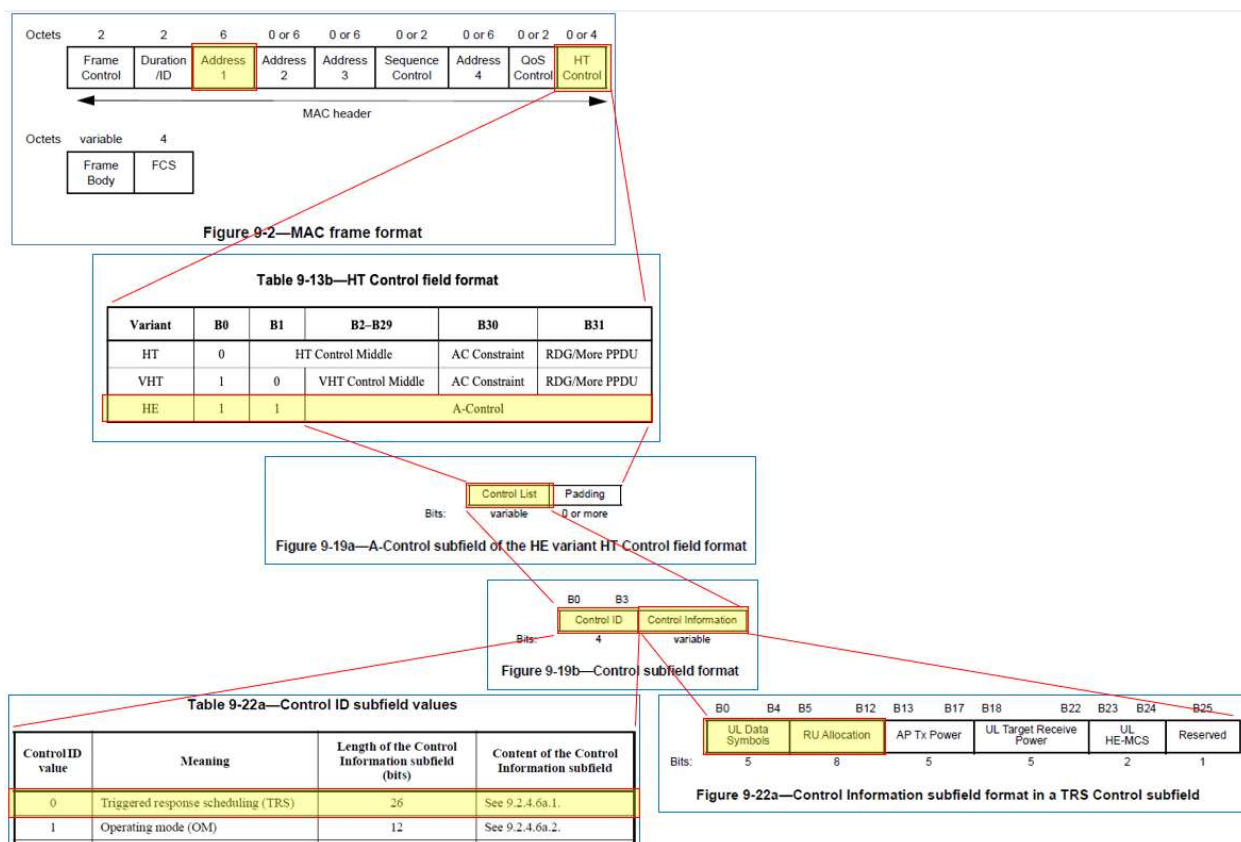 Octets 2 2 6 0 or 6 0 or 6 0 or 2 0 or 6 0 or 2 0 or 4
Frame Control Duration /ID Address 1 Address 2 Address 3 Sequence Control Address 4 QoS Control HT Control
MAC header
Octets variable 4
Frame Body FCS
Figure 9-2—MAC frame format
Table 9-13b—HT Control field format
Variant B0 B1 B2–B29 B30 B31
HT 0 HT Control Middle AC Constraint RDG/More PPDU
VHT 1 0 VHT Control Middle AC Constraint RDG/More PPDU
HE 1 1 A-Control
Control List Padding
Bits: variable 0 or more
Figure 9-19a—A-Control subfield of the HE variant HT Control field format
B0 B3
Control ID Control Information
Bits: 4 variable
Figure 9-19b—Control subfield format
Table 9-22a—Control ID subfield values
Control ID value Meaning Length of the Control Information subfield (bits) Content of the Control Information subfield
0 Triggered response scheduling (TRS) 26 See 9.2.4.6a.1.
1 Operating mode (OM) 12 See 9.2.4.6a.2.
B0 B4 B5 B12 B13 B17 B18 B22 B23 B24 B25
UL Data Symbols RU Allocation AP Tx Power UL Target Receive Power UL HE-MCS Reserved
Bits: 5 8 5 5 2 1
Figure 9-22a—Control Information subfield format in a TRS Control subfield